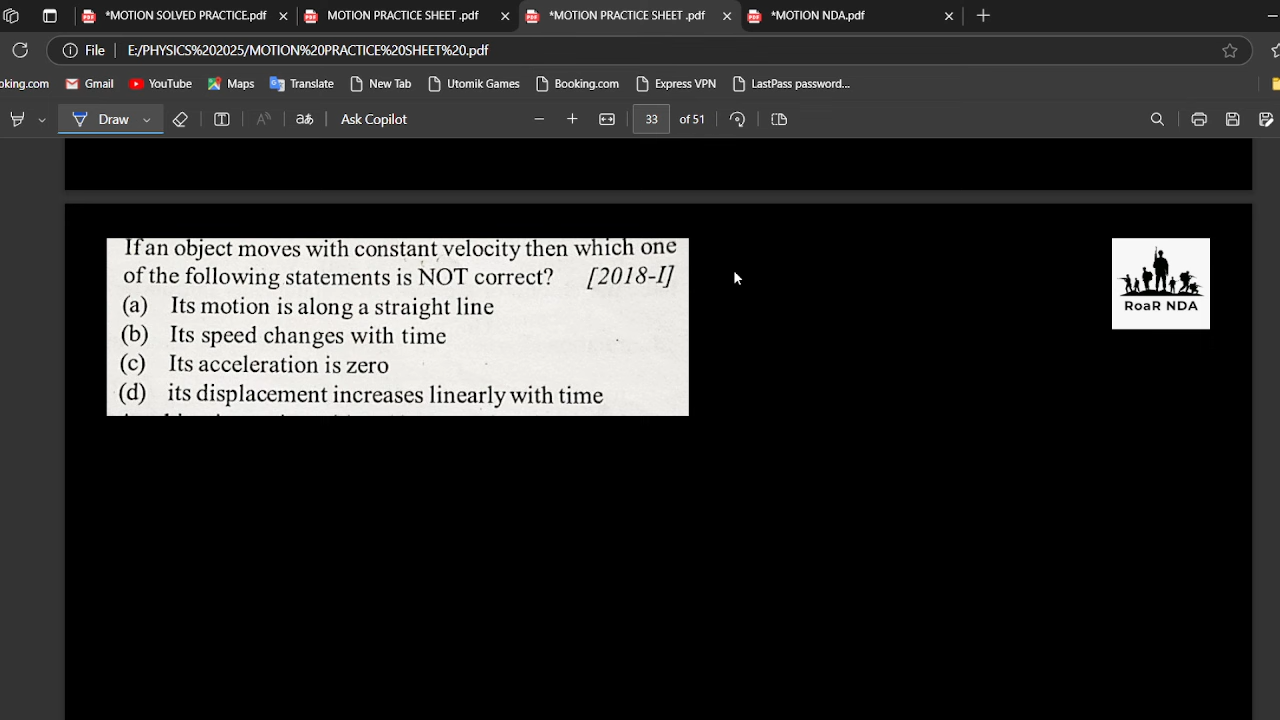 *MOTION SOLVED PRACTICE.pdf
MOTION PRACTICE SHEET .pdf
*MOTION PRACTICE SHEET .pdf
*MOTION NDA.pdf
File E:/PHYSICS%202025/MOTION%20PRACTICE%20SHEET%20.pdf
oking.com Gmail YouTube Maps Translate New Tab Utomik Games Booking.com Express VPN LastPass password...
Draw Ask Copilot 33 of 51
If an object moves with constant velocity then which one
of the following statements is NOT correct? [2018-I]
(a) Its motion is along a straight line
(b) Its speed changes with time
(c) Its acceleration is zero
(d) its displacement increases linearly with time
RoaR NDA